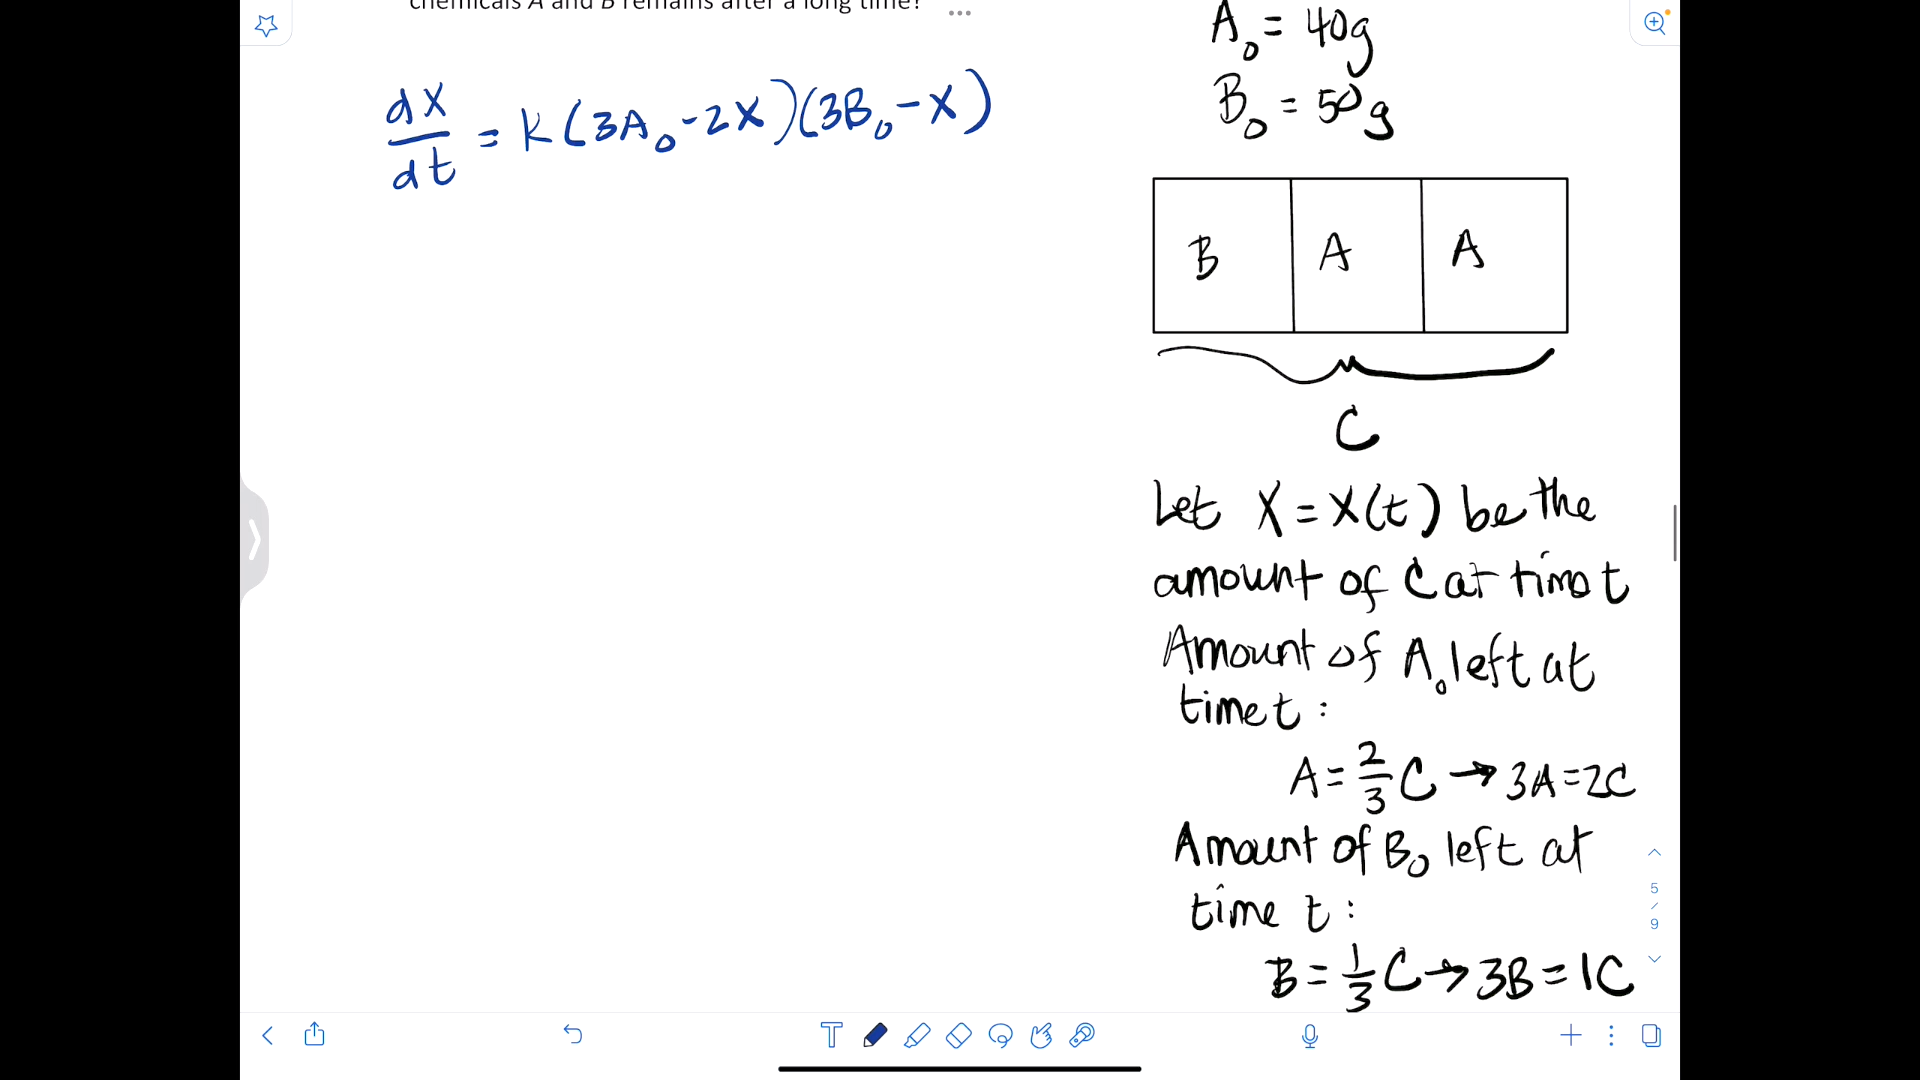 chemicals A and B remains after a long time?
dX/dt = k(3A₀-2X)(3B₀-X)
A₀ = 40g
B₀ = 50g
B A A
C
Let X = X(t) be the
amount of C at time t
Amount of A₀ left at
time t :
A = 2/3 C → 3A = 2C
Amount of B₀ left at
time t :
B = 1/3 C → 3B = 1C
5
/
9
T